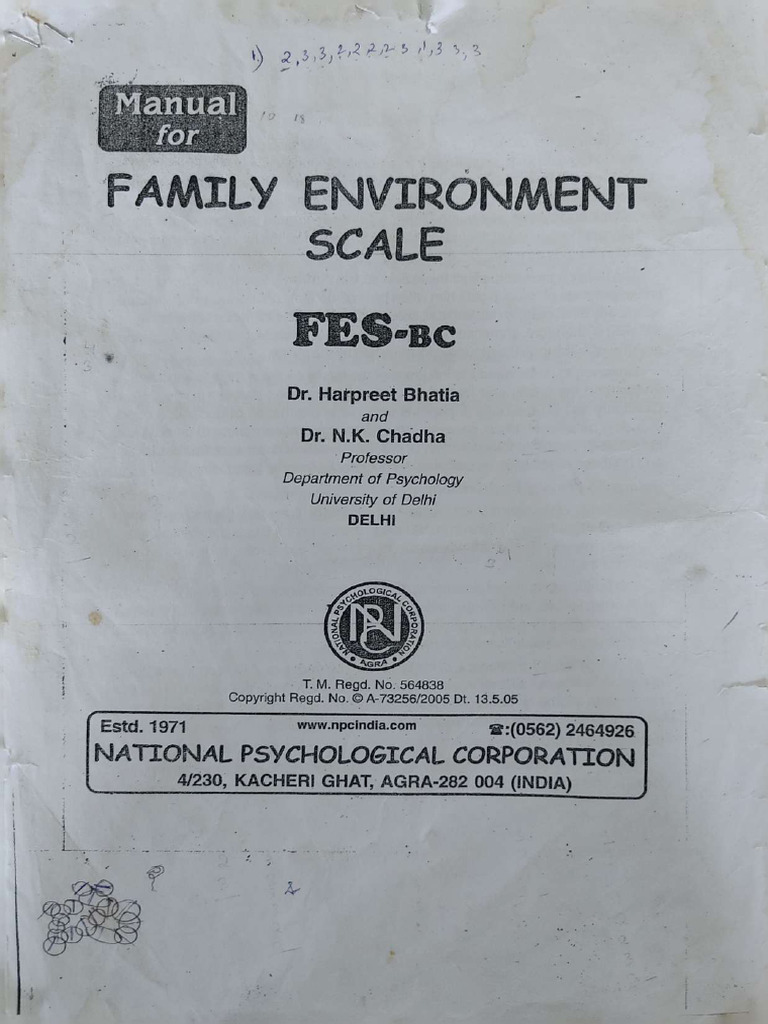 1) 2, 3, 3, 2, 2 2, 2 3 1, 3 3, 3
Manual
for
10 18
FAMILY ENVIRONMENT
SCALE
FES-BC
Dr. Harpreet Bhatia
and
Dr. N.K. Chadha
Professor
Department of Psychology
University of Delhi
DELHI
NATIONAL PSYCHOLOGICAL CORPORATION
NPC
• AGRA •
T. M. Regd. No. 564838
Copyright Regd. No. © A-73256/2005 Dt. 13.5.05
Estd. 1971 www.npcindia.com ☎:(0562) 2464926
NATIONAL PSYCHOLOGICAL CORPORATION
4/230, KACHERI GHAT, AGRA-282 004 (INDIA)